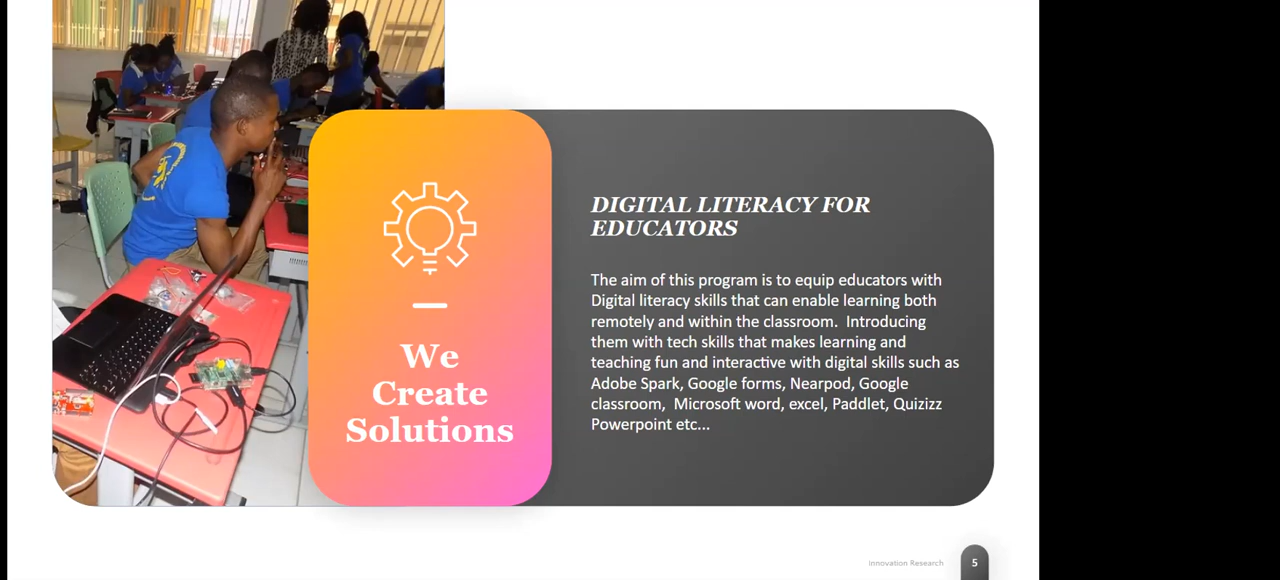 We
Create
Solutions
DIGITAL LITERACY FOR
EDUCATORS
The aim of this program is to equip educators with
Digital literacy skills that can enable learning both
remotely and within the classroom.  Introducing
them with tech skills that makes learning and
teaching fun and interactive with digital skills such as
Adobe Spark, Google forms, Nearpod, Google
classroom,  Microsoft word, excel, Paddlet, Quizizz
Powerpoint etc...
Innovation Research
5